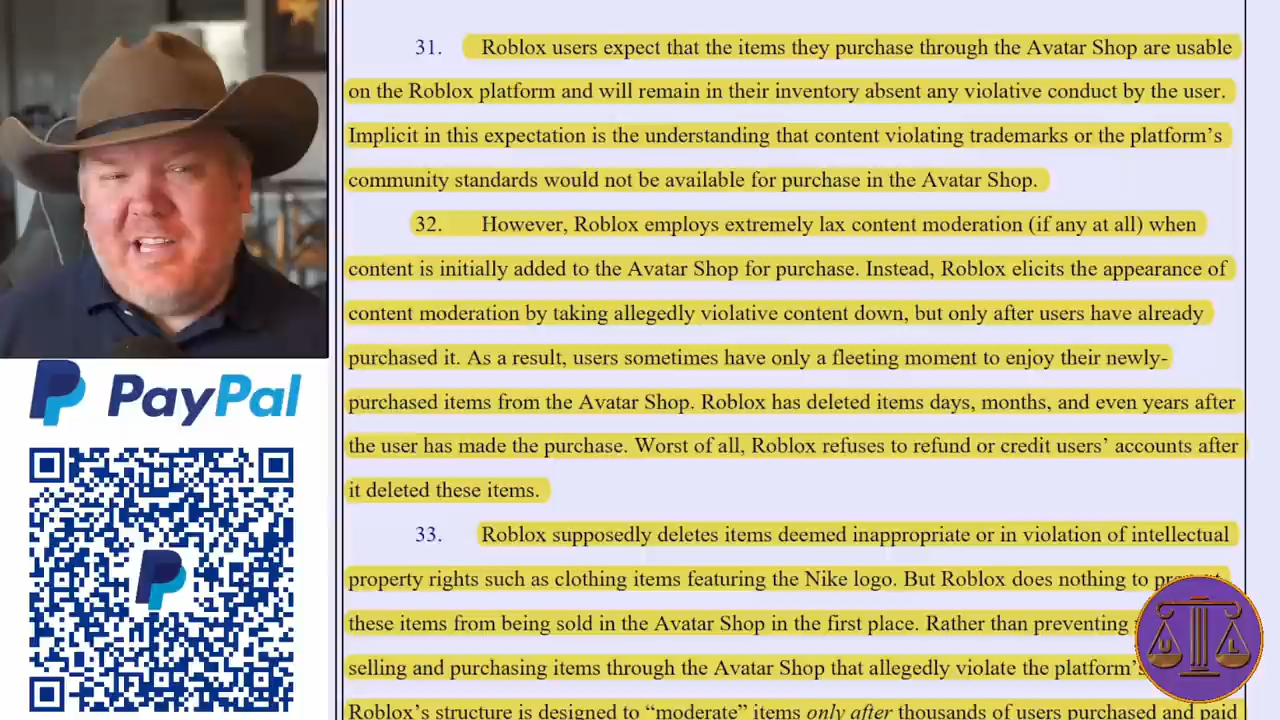 31. Roblox users expect that the items they purchase through the Avatar Shop are usable
on the Roblox platform and will remain in their inventory absent any violative conduct by the user.
Implicit in this expectation is the understanding that content violating trademarks or the platform's
community standards would not be available for purchase in the Avatar Shop.
32. However, Roblox employs extremely lax content moderation (if any at all) when
content is initially added to the Avatar Shop for purchase. Instead, Roblox elicits the appearance of
content moderation by taking allegedly violative content down, but only after users have already
purchased it. As a result, users sometimes have only a fleeting moment to enjoy their newly-
purchased items from the Avatar Shop. Roblox has deleted items days, months, and even years after
the user has made the purchase. Worst of all, Roblox refuses to refund or credit users' accounts after
it deleted these items.
33. Roblox supposedly deletes items deemed inappropriate or in violation of intellectual
property rights such as clothing items featuring the Nike logo. But Roblox does nothing to
these items from being sold in the Avatar Shop in the first place. Rather than preventing
selling and purchasing items through the Avatar Shop that allegedly violate the platform's
Roblox's structure is designed to "moderate" items only after thousands of users purchased and paid
PayPal
U L